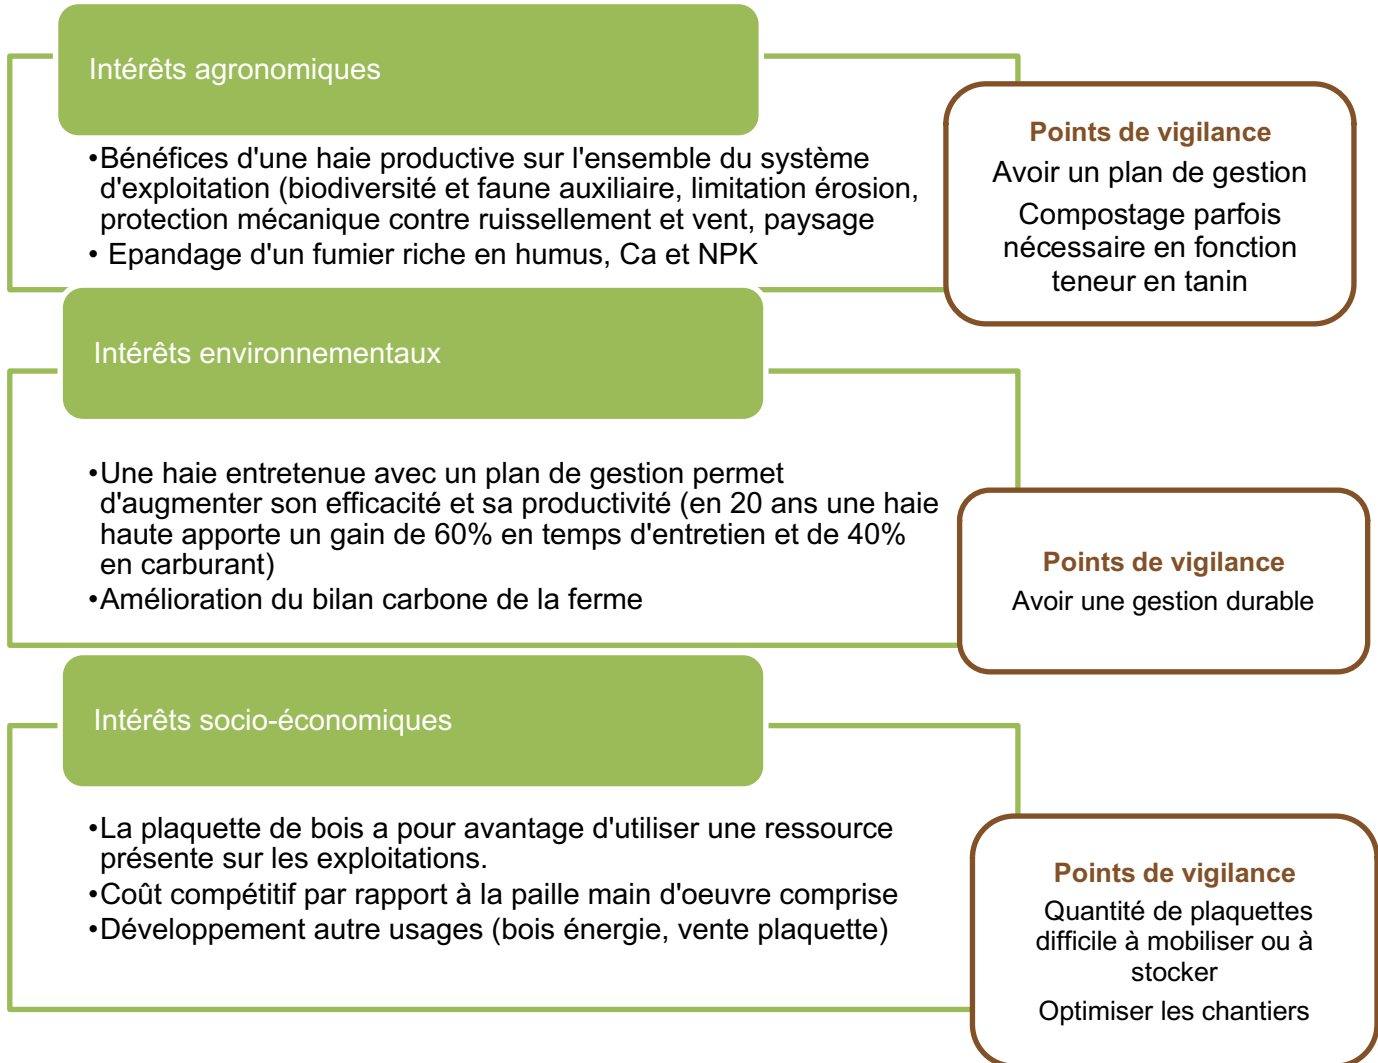 Intérêts agronomiques
•Bénéfices d'une haie productive sur l'ensemble du système
d'exploitation (biodiversité et faune auxiliaire, limitation érosion,
protection mécanique contre ruissellement et vent, paysage
• Epandage d'un fumier riche en humus, Ca et NPK
Points de vigilance
Avoir un plan de gestion
Compostage parfois
nécessaire en fonction
teneur en tanin
Intérêts environnementaux
•Une haie entretenue avec un plan de gestion permet
d'augmenter son efficacité et sa productivité (en 20 ans une haie
haute apporte un gain de 60% en temps d'entretien et de 40%
en carburant)
•Amélioration du bilan carbone de la ferme
Points de vigilance
Avoir une gestion durable
Intérêts socio-économiques
•La plaquette de bois a pour avantage d'utiliser une ressource
présente sur les exploitations.
•Coût compétitif par rapport à la paille main d'oeuvre comprise
•Développement autre usages (bois énergie, vente plaquette)
Points de vigilance
Quantité de plaquettes
difficile à mobiliser ou à
stocker
Optimiser les chantiers